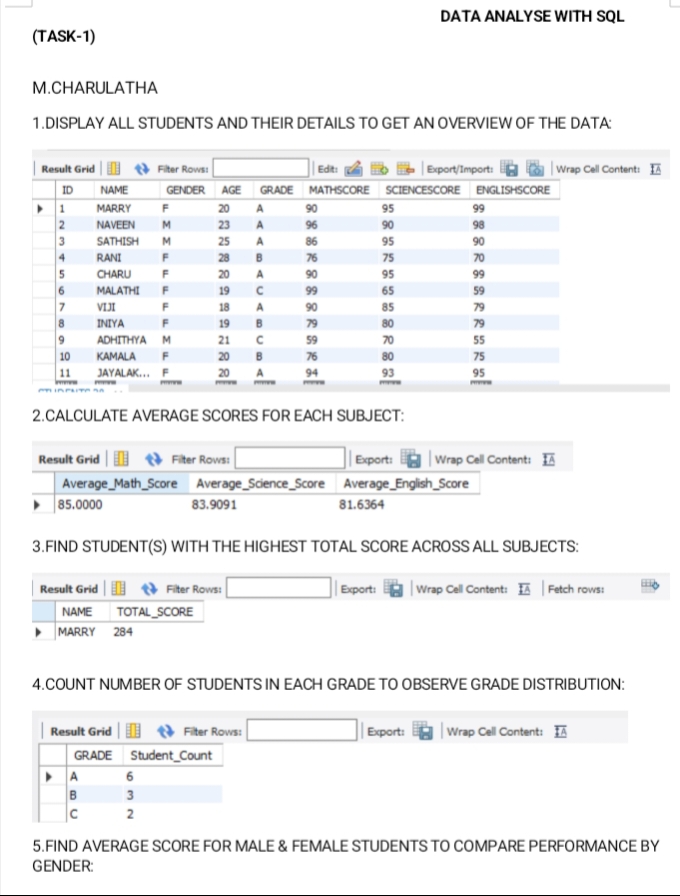 DATA ANALYSE WITH SQL
(TASK-1)
M.CHARULATHA
1.DISPLAY ALL STUDENTS AND THEIR DETAILS TO GET AN OVERVIEW OF THE DATA:
Result Grid Filter Rows: Edit: Export/Import: Wrap Cell Content:
ID NAME GENDER AGE GRADE MATHSCORE SCIENCESCORE ENGLISHSCORE
1 MARRY F 20 A 90 95 99
2 NAVEEN M 23 A 96 90 98
3 SATHISH M 25 A 86 95 90
4 RANI F 28 B 76 75 70
5 CHARU F 20 A 90 95 99
6 MALATHI F 19 C 99 65 59
7 VIJI F 18 A 90 85 79
8 INIYA F 19 B 79 80 79
9 ADHITHYA M 21 C 59 70 55
10 KAMALA F 20 B 76 80 75
11 JAYALAK... F 20 A 94 93 95
2.CALCULATE AVERAGE SCORES FOR EACH SUBJECT:
Result Grid Filter Rows: Export: Wrap Cell Content:
Average_Math_Score Average_Science_Score Average_English_Score
85.0000 83.9091 81.6364
3.FIND STUDENT(S) WITH THE HIGHEST TOTAL SCORE ACROSS ALL SUBJECTS:
Result Grid Filter Rows: Export: Wrap Cell Content: Fetch rows:
NAME TOTAL_SCORE
MARRY 284
4.COUNT NUMBER OF STUDENTS IN EACH GRADE TO OBSERVE GRADE DISTRIBUTION:
Result Grid Filter Rows: Export: Wrap Cell Content:
GRADE Student_Count
A 6
B 3
C 2
5.FIND AVERAGE SCORE FOR MALE & FEMALE STUDENTS TO COMPARE PERFORMANCE BY
GENDER: